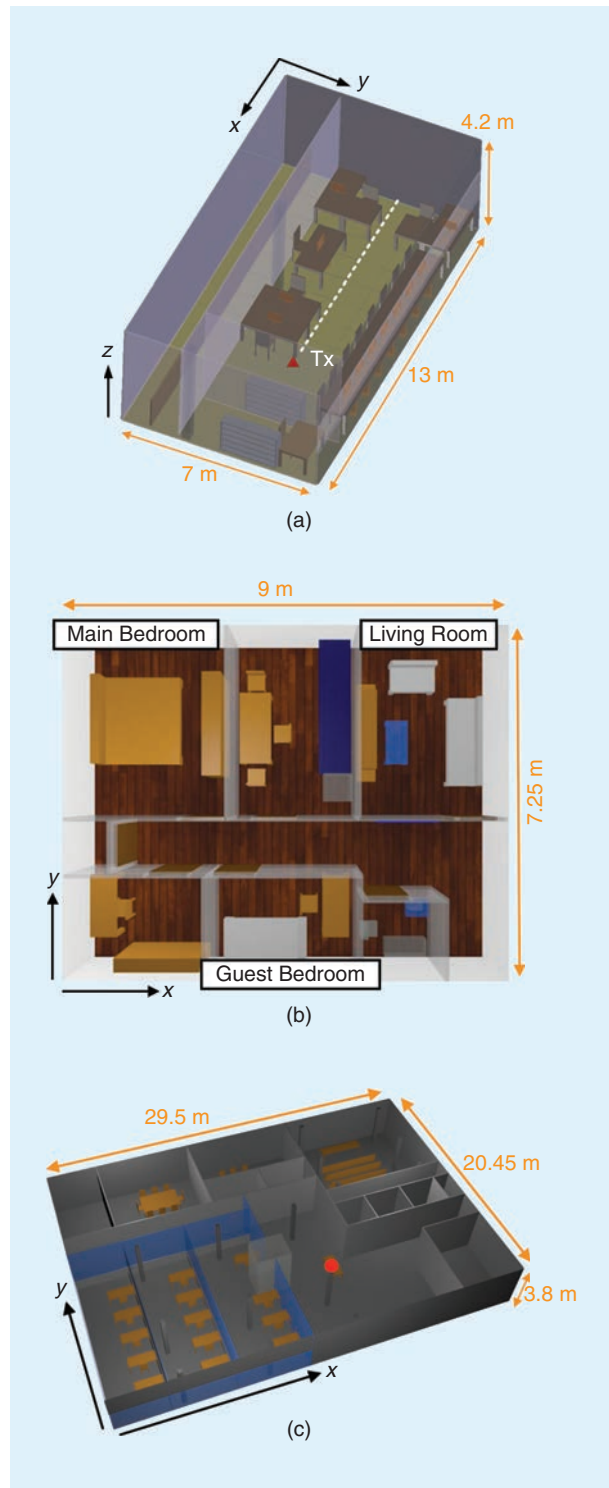 y
x
4.2 m
z
Tx
13 m
7 m
(a)
9 m
Main Bedroom
Living Room
7.25 m
y
Guest Bedroom
x
(b)
29.5 m
20.45 m
y
3.8 m
x
(c)